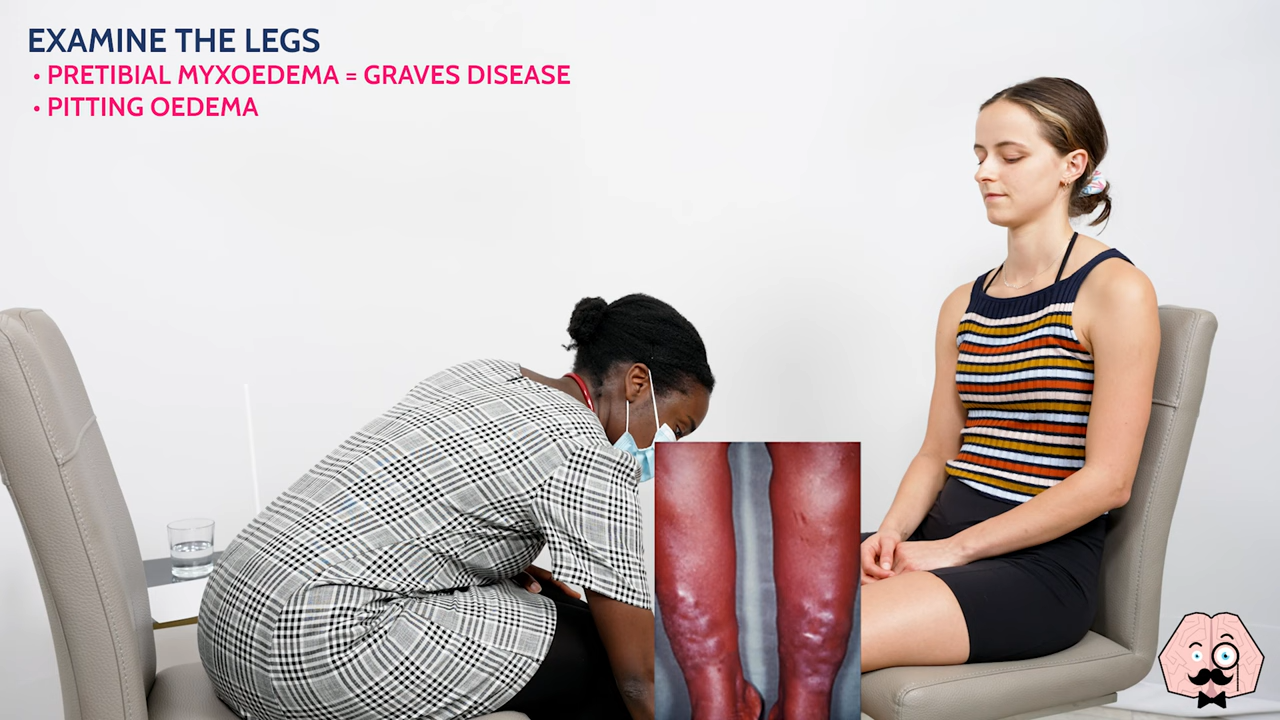 EXAMINE THE LEGS
• PRETIBIAL MYXOEDEMA = GRAVES DISEASE
• PITTING OEDEMA